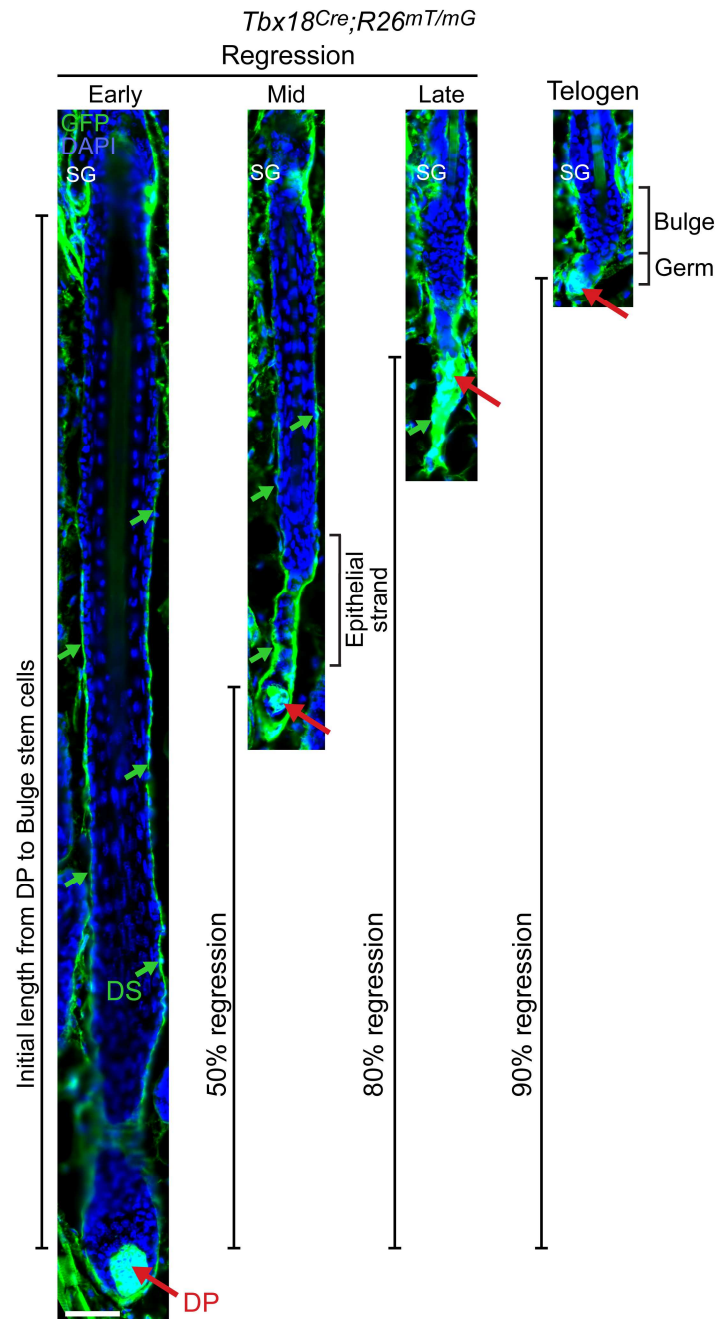 Tbx18Cre;R26mT/mG
Regression
Early
Mid
Late
Telogen
GFP
DAPI
SG
SG
SG
SG
Bulge
Germ
Epithelial
strand
Initial length from DP to Bulge stem cells
50% regression
80% regression
90% regression
DS
DP